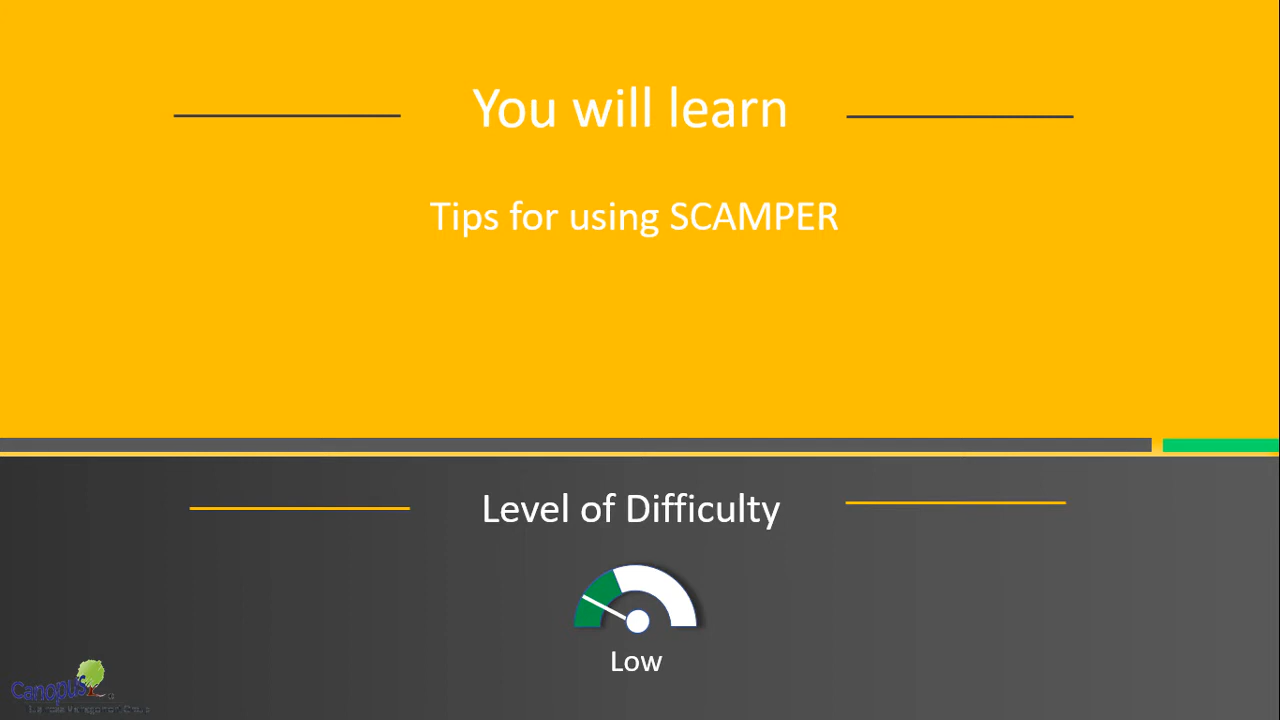 You will learn
Tips for using SCAMPER
Level of Difficulty
Low
Canopus